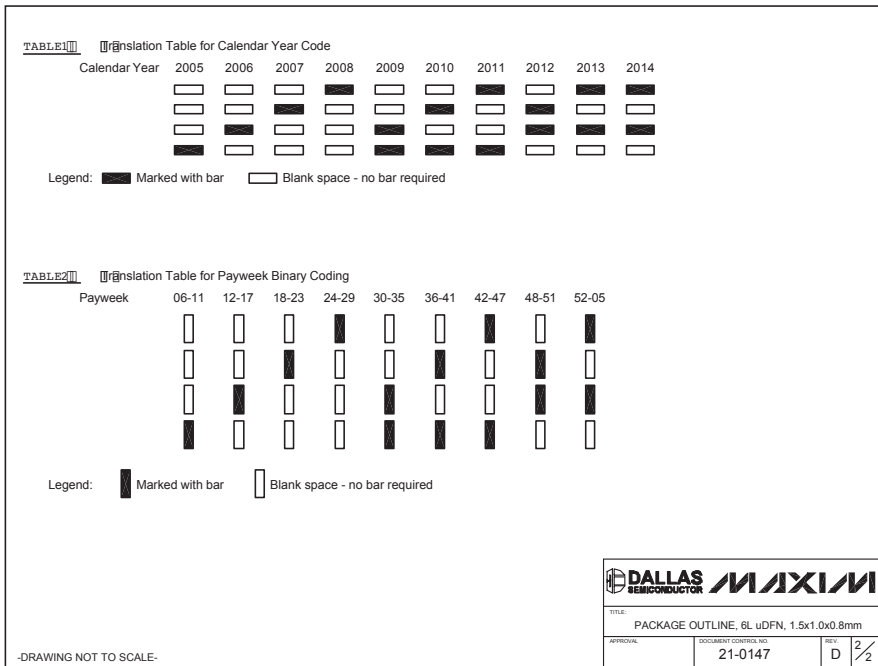 TABLE1 Translation Table for Calendar Year Code
Calendar Year 2005 2006 2007 2008 2009 2010 2011 2012 2013 2014
Legend: Marked with bar Blank space - no bar required
TABLE2 Translation Table for Payweek Binary Coding
Payweek 06-11 12-17 18-23 24-29 30-35 36-41 42-47 48-51 52-05
Legend: Marked with bar Blank space - no bar required
DALLAS SEMICONDUCTOR MAXIM
TITLE:
PACKAGE OUTLINE, 6L uDFN, 1.5x1.0x0.8mm
APPROVAL DOCUMENT CONTROL NO. REV.
21-0147 D 2/2
-DRAWING NOT TO SCALE-